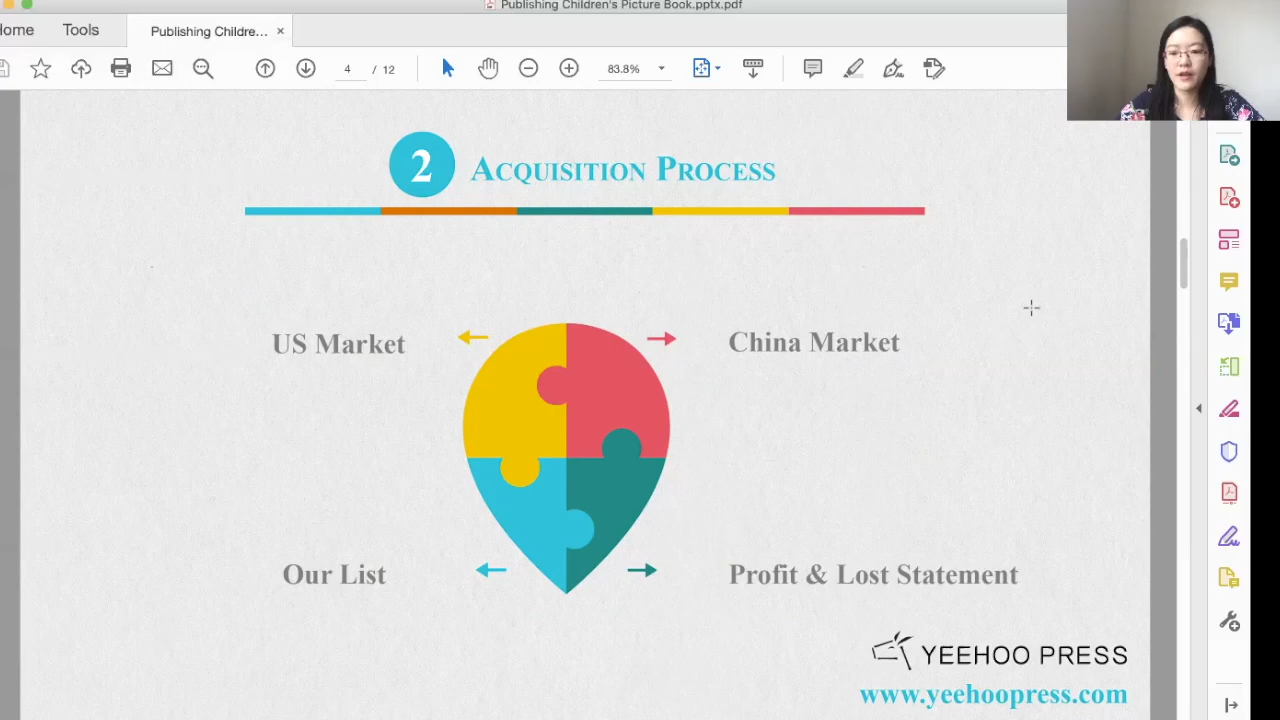 Publishing Children's Picture Book.pptx.pdf
Home
Tools
Publishing Childre...
4
/ 12
83.8%
2
ACQUISITION PROCESS
US Market
China Market
Our List
Profit & Lost Statement
YEEHOO PRESS
www.yeehoopress.com